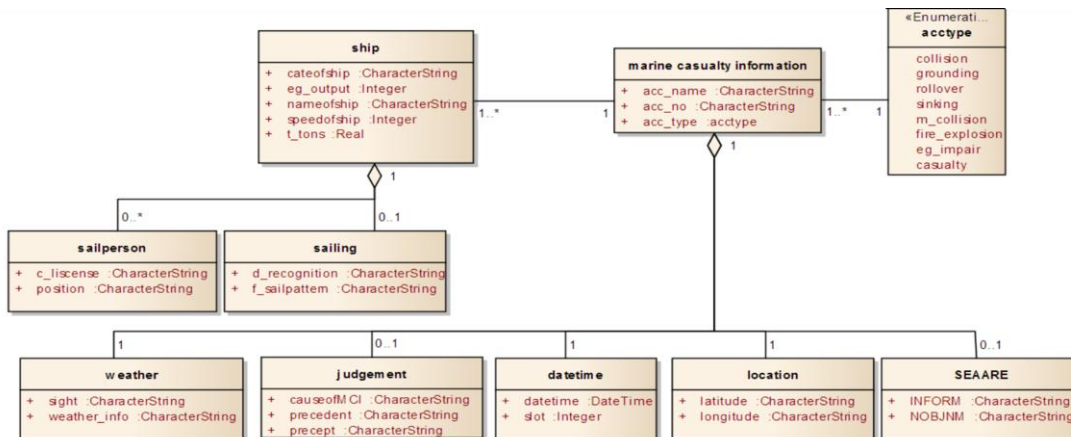 ship
+ cateofship :CharacterString
+ eg_output :Integer
+ nameofship :CharacterString
+ speedofship :Integer
+ t_tons :Real
1..*
1
marine casualty information
+ acc_name :CharacterString
+ acc_no :CharacterString
+ acc_type :acctype
1..*
1
«Enumerati...
acctype
collision
grounding
rollover
sinking
m_collision
fire_explosion
eg_impair
casualty
1
1
0..*
0..1
sailperson
+ c_liscense :CharacterString
+ position :CharacterString
sailing
+ d_recognition :CharacterString
+ f_sailpattern :CharacterString
1
0..1
1
1
0..1
weather
+ sight :CharacterString
+ weather_info :CharacterString
judgement
+ causeofMCI :CharacterString
+ precedent :CharacterString
+ precept :CharacterString
datetime
+ datetime :DateTime
+ slot :Integer
location
+ latitude :CharacterString
+ longitude :CharacterString
SEAARE
+ INFORM :CharacterString
+ NOBJNM :CharacterString